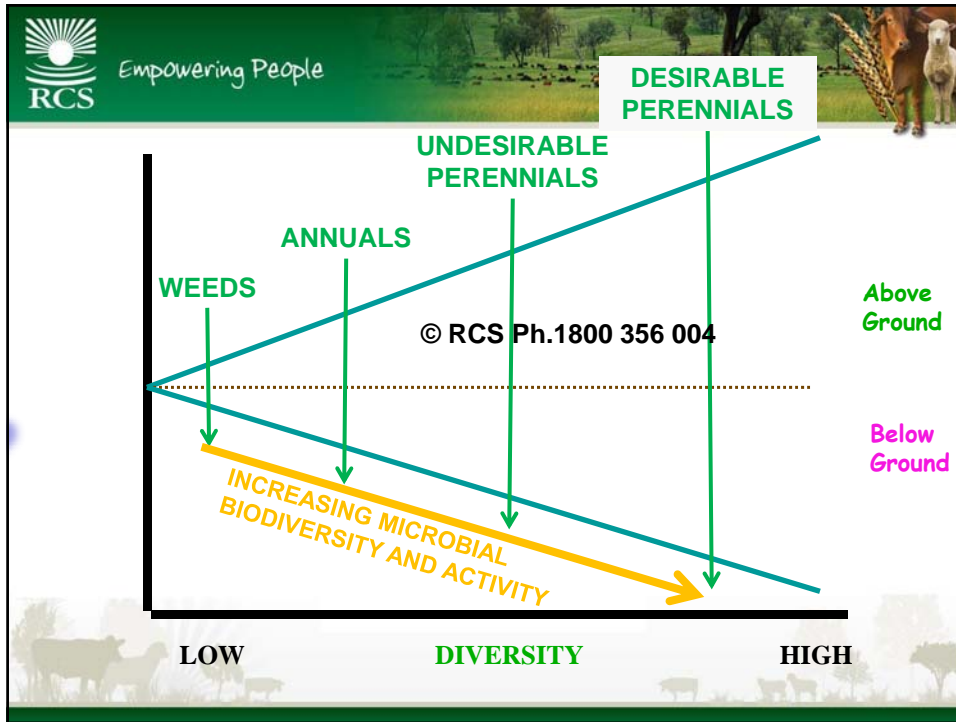 RCS
Empowering People
DESIRABLE
PERENNIALS
UNDESIRABLE
PERENNIALS
ANNUALS
WEEDS
Above
Ground
© RCS Ph.1800 356 004
Below
Ground
INCREASING MICROBIAL
BIODIVERSITY AND ACTIVITY
LOW
DIVERSITY
HIGH